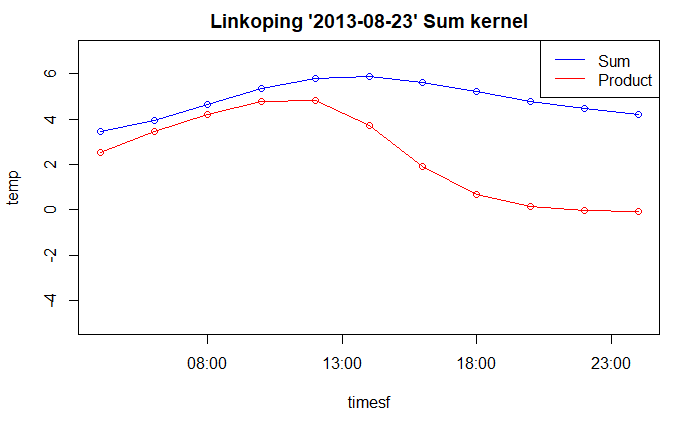 Linkoping '2013-08-23' Sum kernel
Sum
Product
6
4
2
0
-2
-4
temp
08:00 13:00 18:00 23:00
timesf